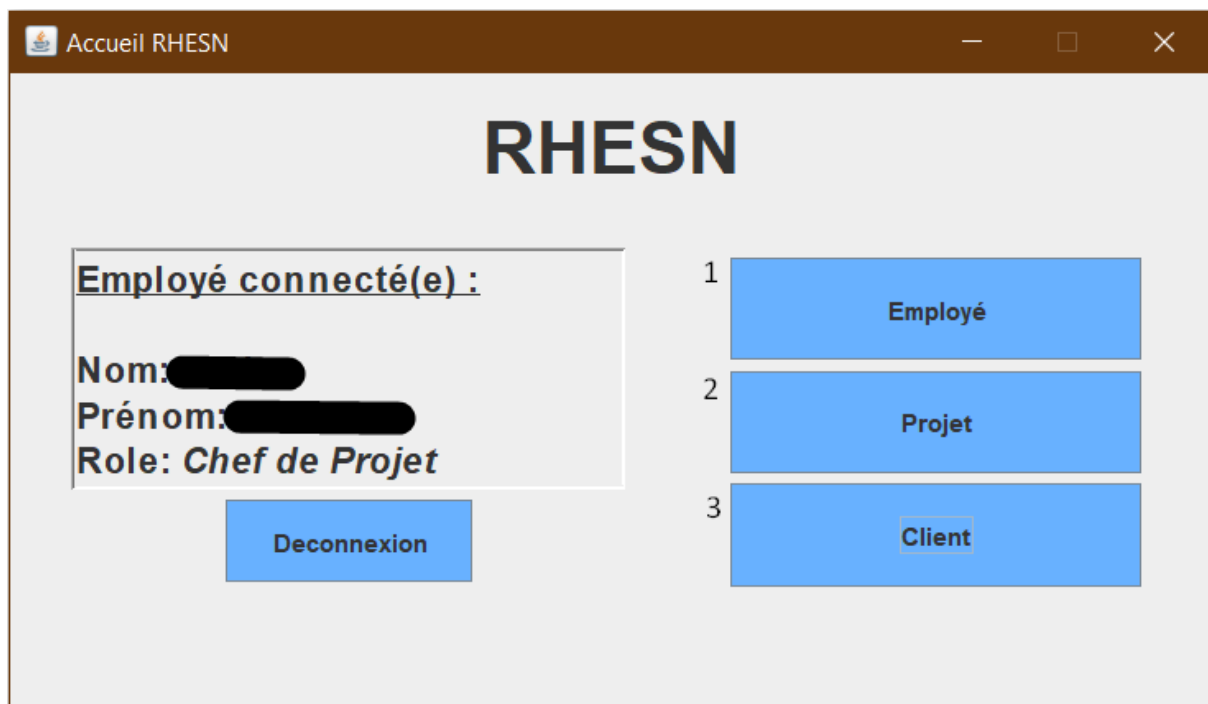 Accueil RHESN
RHESN
Employé connecté(e) :
Nom:
Prénom:
Role: Chef de Projet
Deconnexion
1
Employé
2
Projet
3
Client